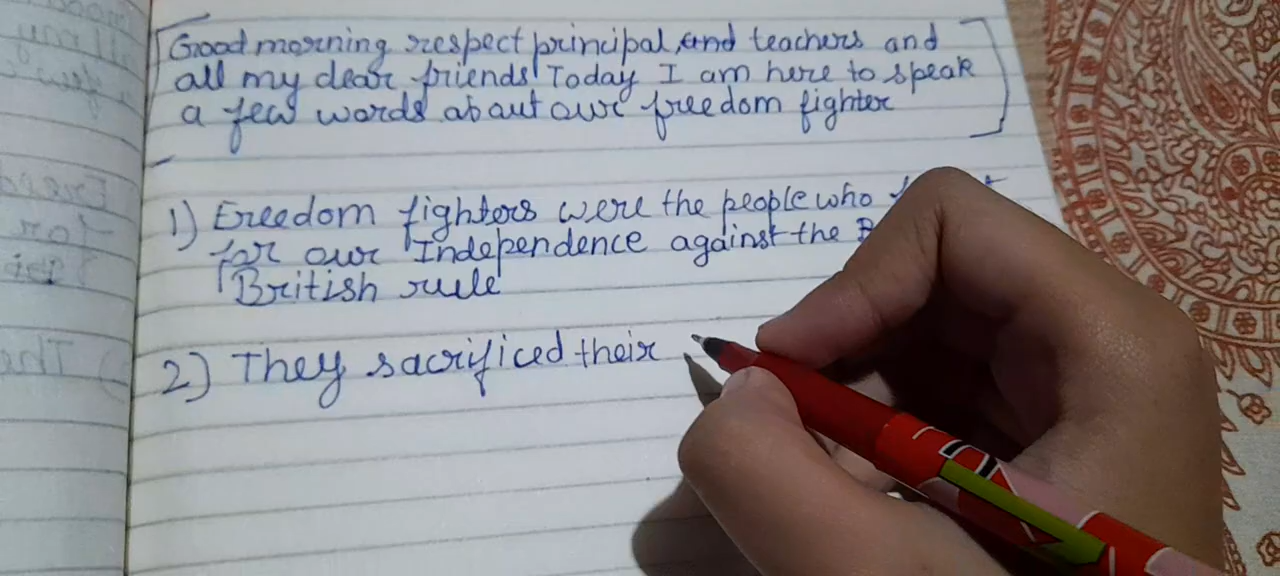 Good morning respect principal and teachers and
all my dear friends Today I am here to speak
a few words about our freedom fighter
1) Freedom fighters were the people who
for our Independence against the
British rule
2) They sacrificed their